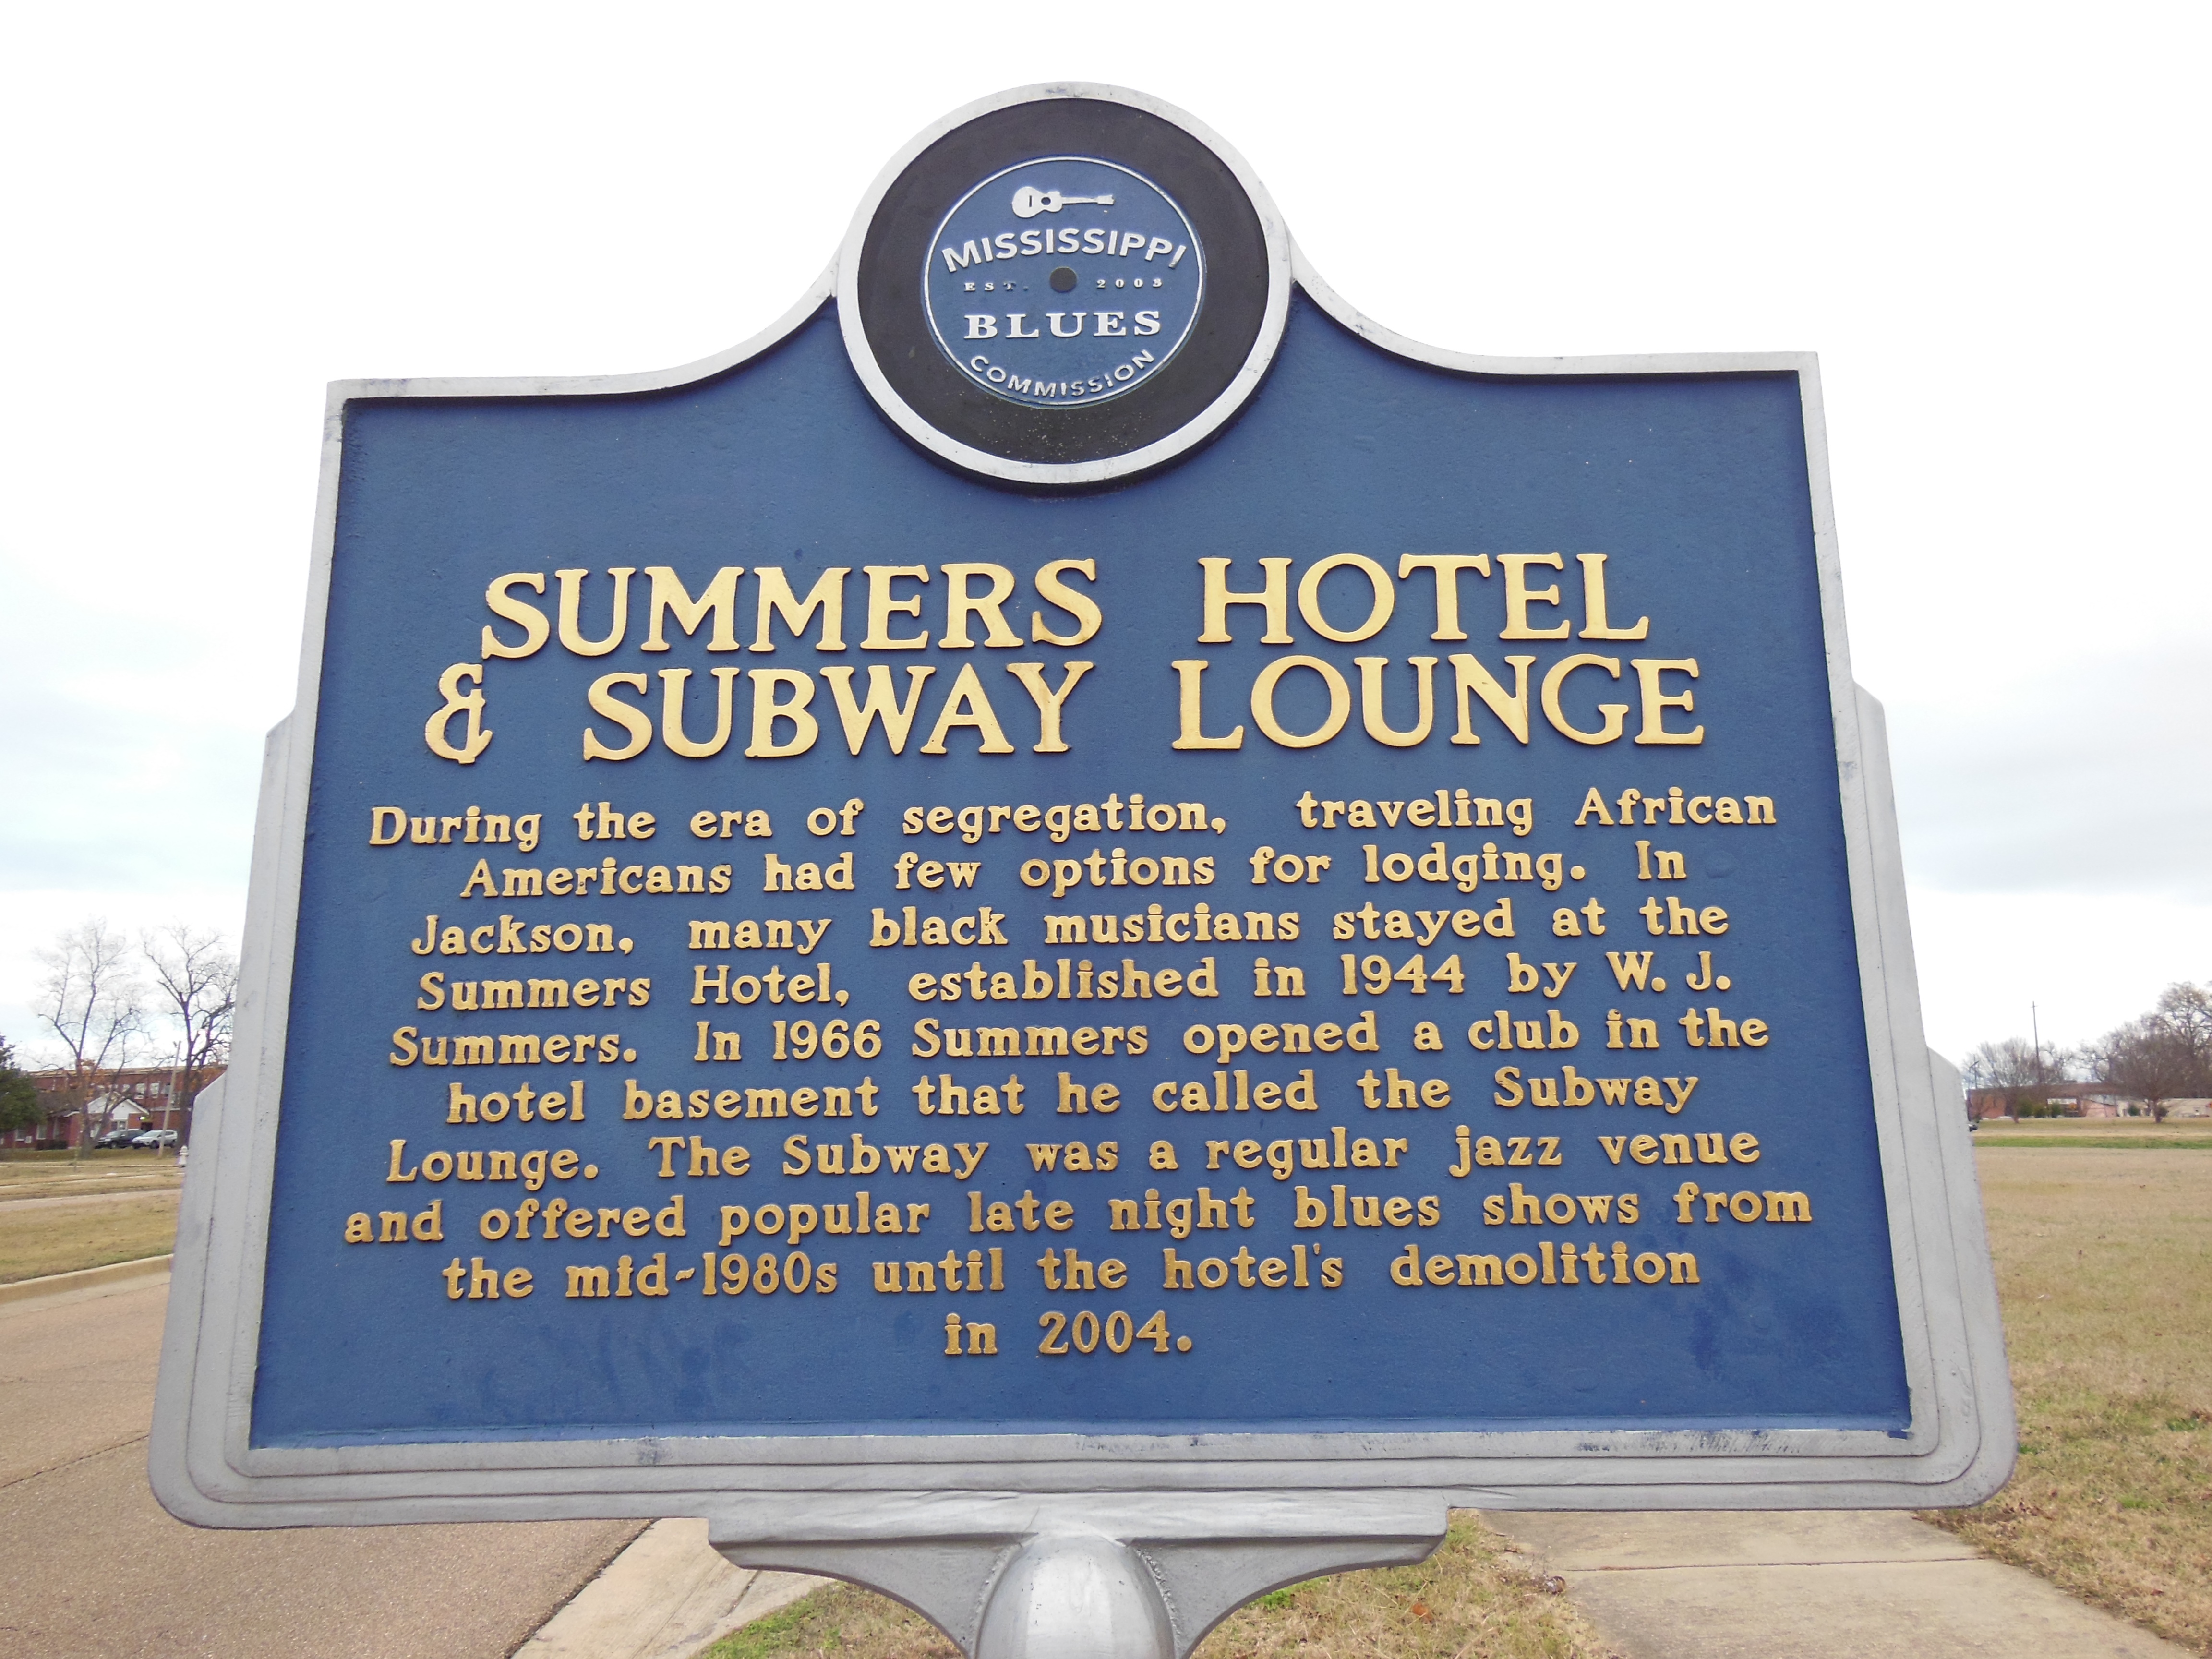 MISSISSIPPI
EST. 2003
BLUES
COMMISSION
SUMMERS HOTEL
& SUBWAY LOUNGE
During the era of segregation, traveling African
Americans had few options for lodging. In
Jackson, many black musicians stayed at the
Summers Hotel, established in 1944 by W. J.
Summers. In 1966 Summers opened a club in the
hotel basement that he called the Subway
Lounge. The Subway was a regular jazz venue
and offered popular late night blues shows from
the mid-1980s until the hotel's demolition
in 2004.